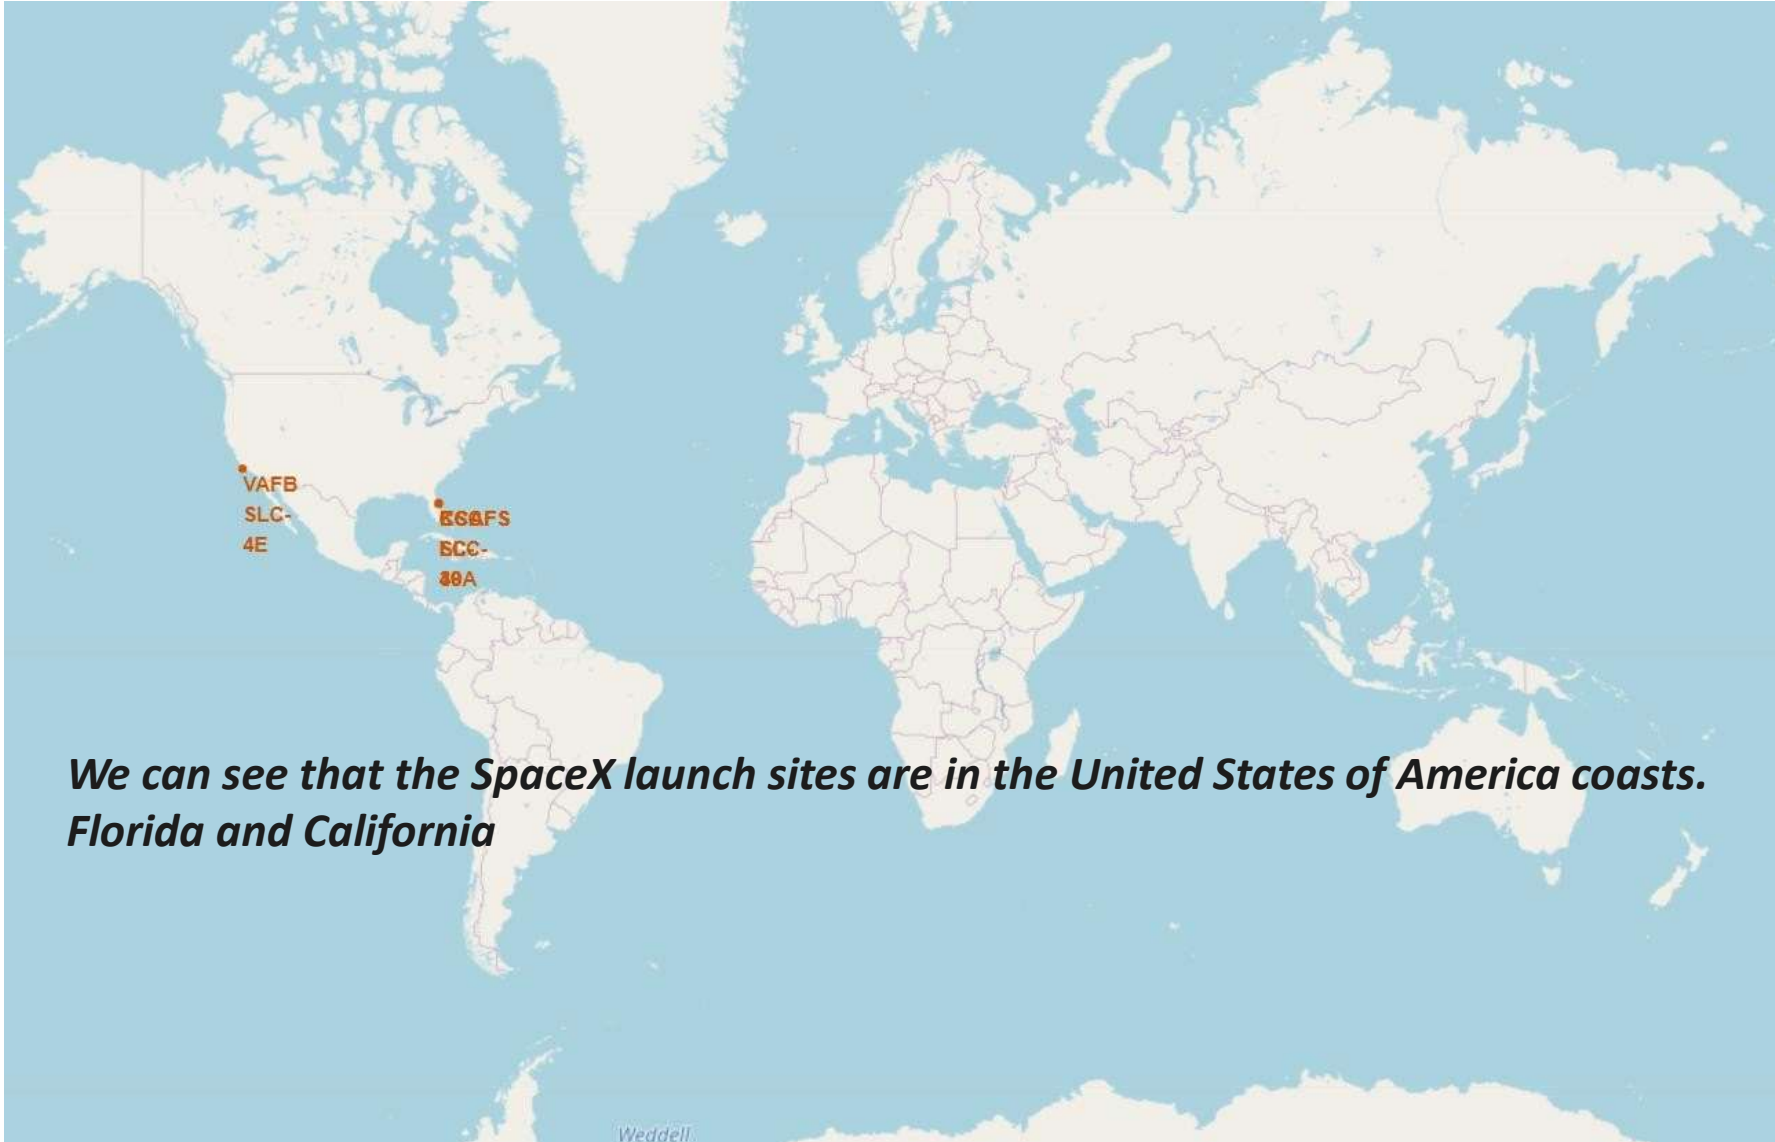 VAFB
SLC-
4E
We can see that the SpaceX launch sites are in the United States of America coasts.
Florida and California
Weddell